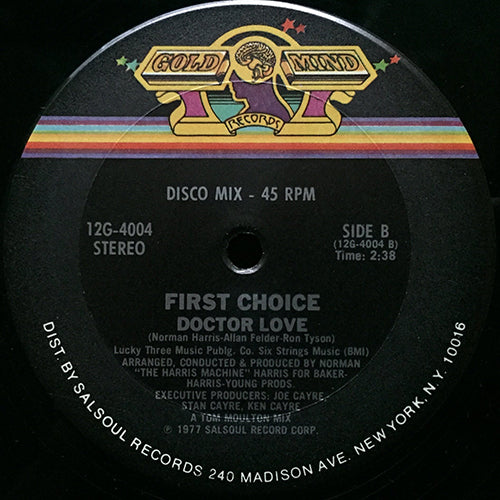 GOLD MIND
RECORDS
DISCO MIX - 45 RPM
12G-4004
STEREO
SIDE B
(12G-4004 B)
Time: 2:38
FIRST CHOICE
DOCTOR LOVE
(Norman Harris-Allan Felder-Ron Tyson)
Lucky Three Music Publg. Co. Six Strings Music (BMI)
ARRANGED, CONDUCTED & PRODUCED BY NORMAN
"THE HARRIS MACHINE" HARRIS FOR BAKER-
HARRIS-YOUNG PRODS.
EXECUTIVE PRODUCERS: JOE CAYRE,
STAN CAYRE, KEN CAYRE
A TOM MOULTON MIX
℗ 1977 SALSOUL RECORD CORP.
DIST. BY SALSOUL RECORDS 240 MADISON AVE. NEW YORK, N.Y. 10016